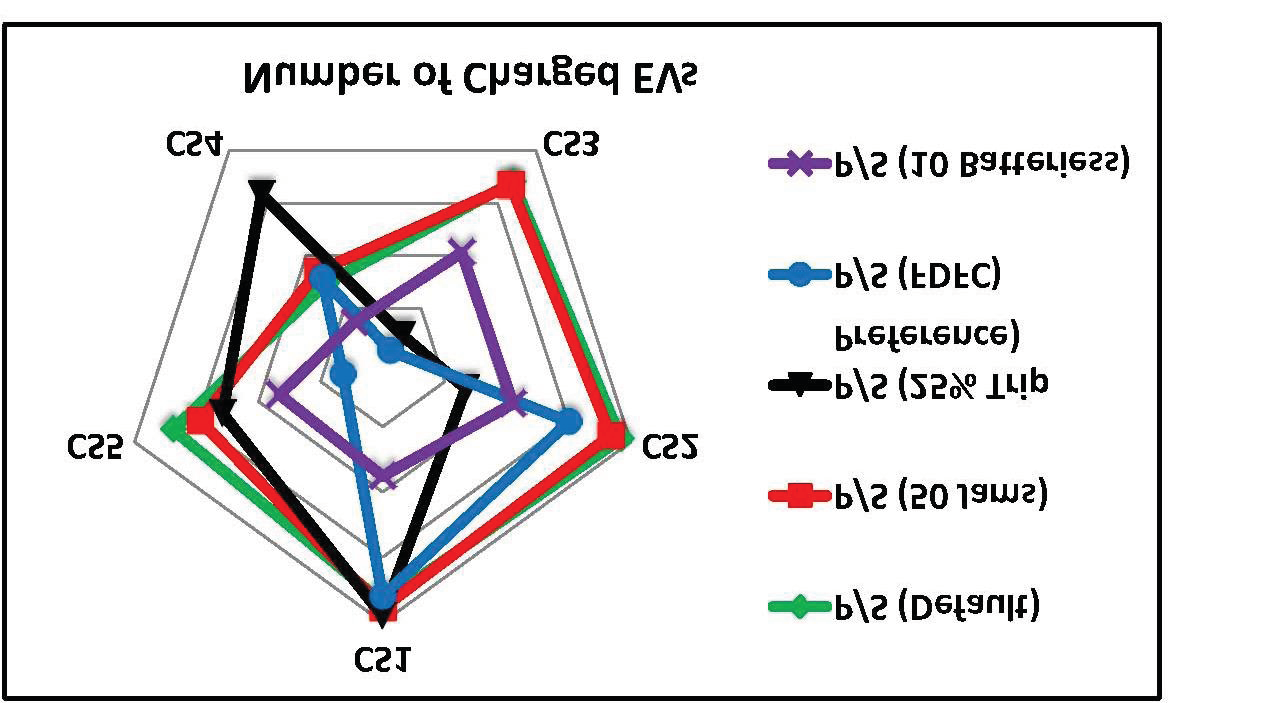 Number of Charged EVs
CS4
CS3
CS5
CS2
CS1
P/S (10 Batteriess)
P/S (FDFC)
P/S (25% Trip
Preference)
P/S (50 Jams)
P/S (Default)